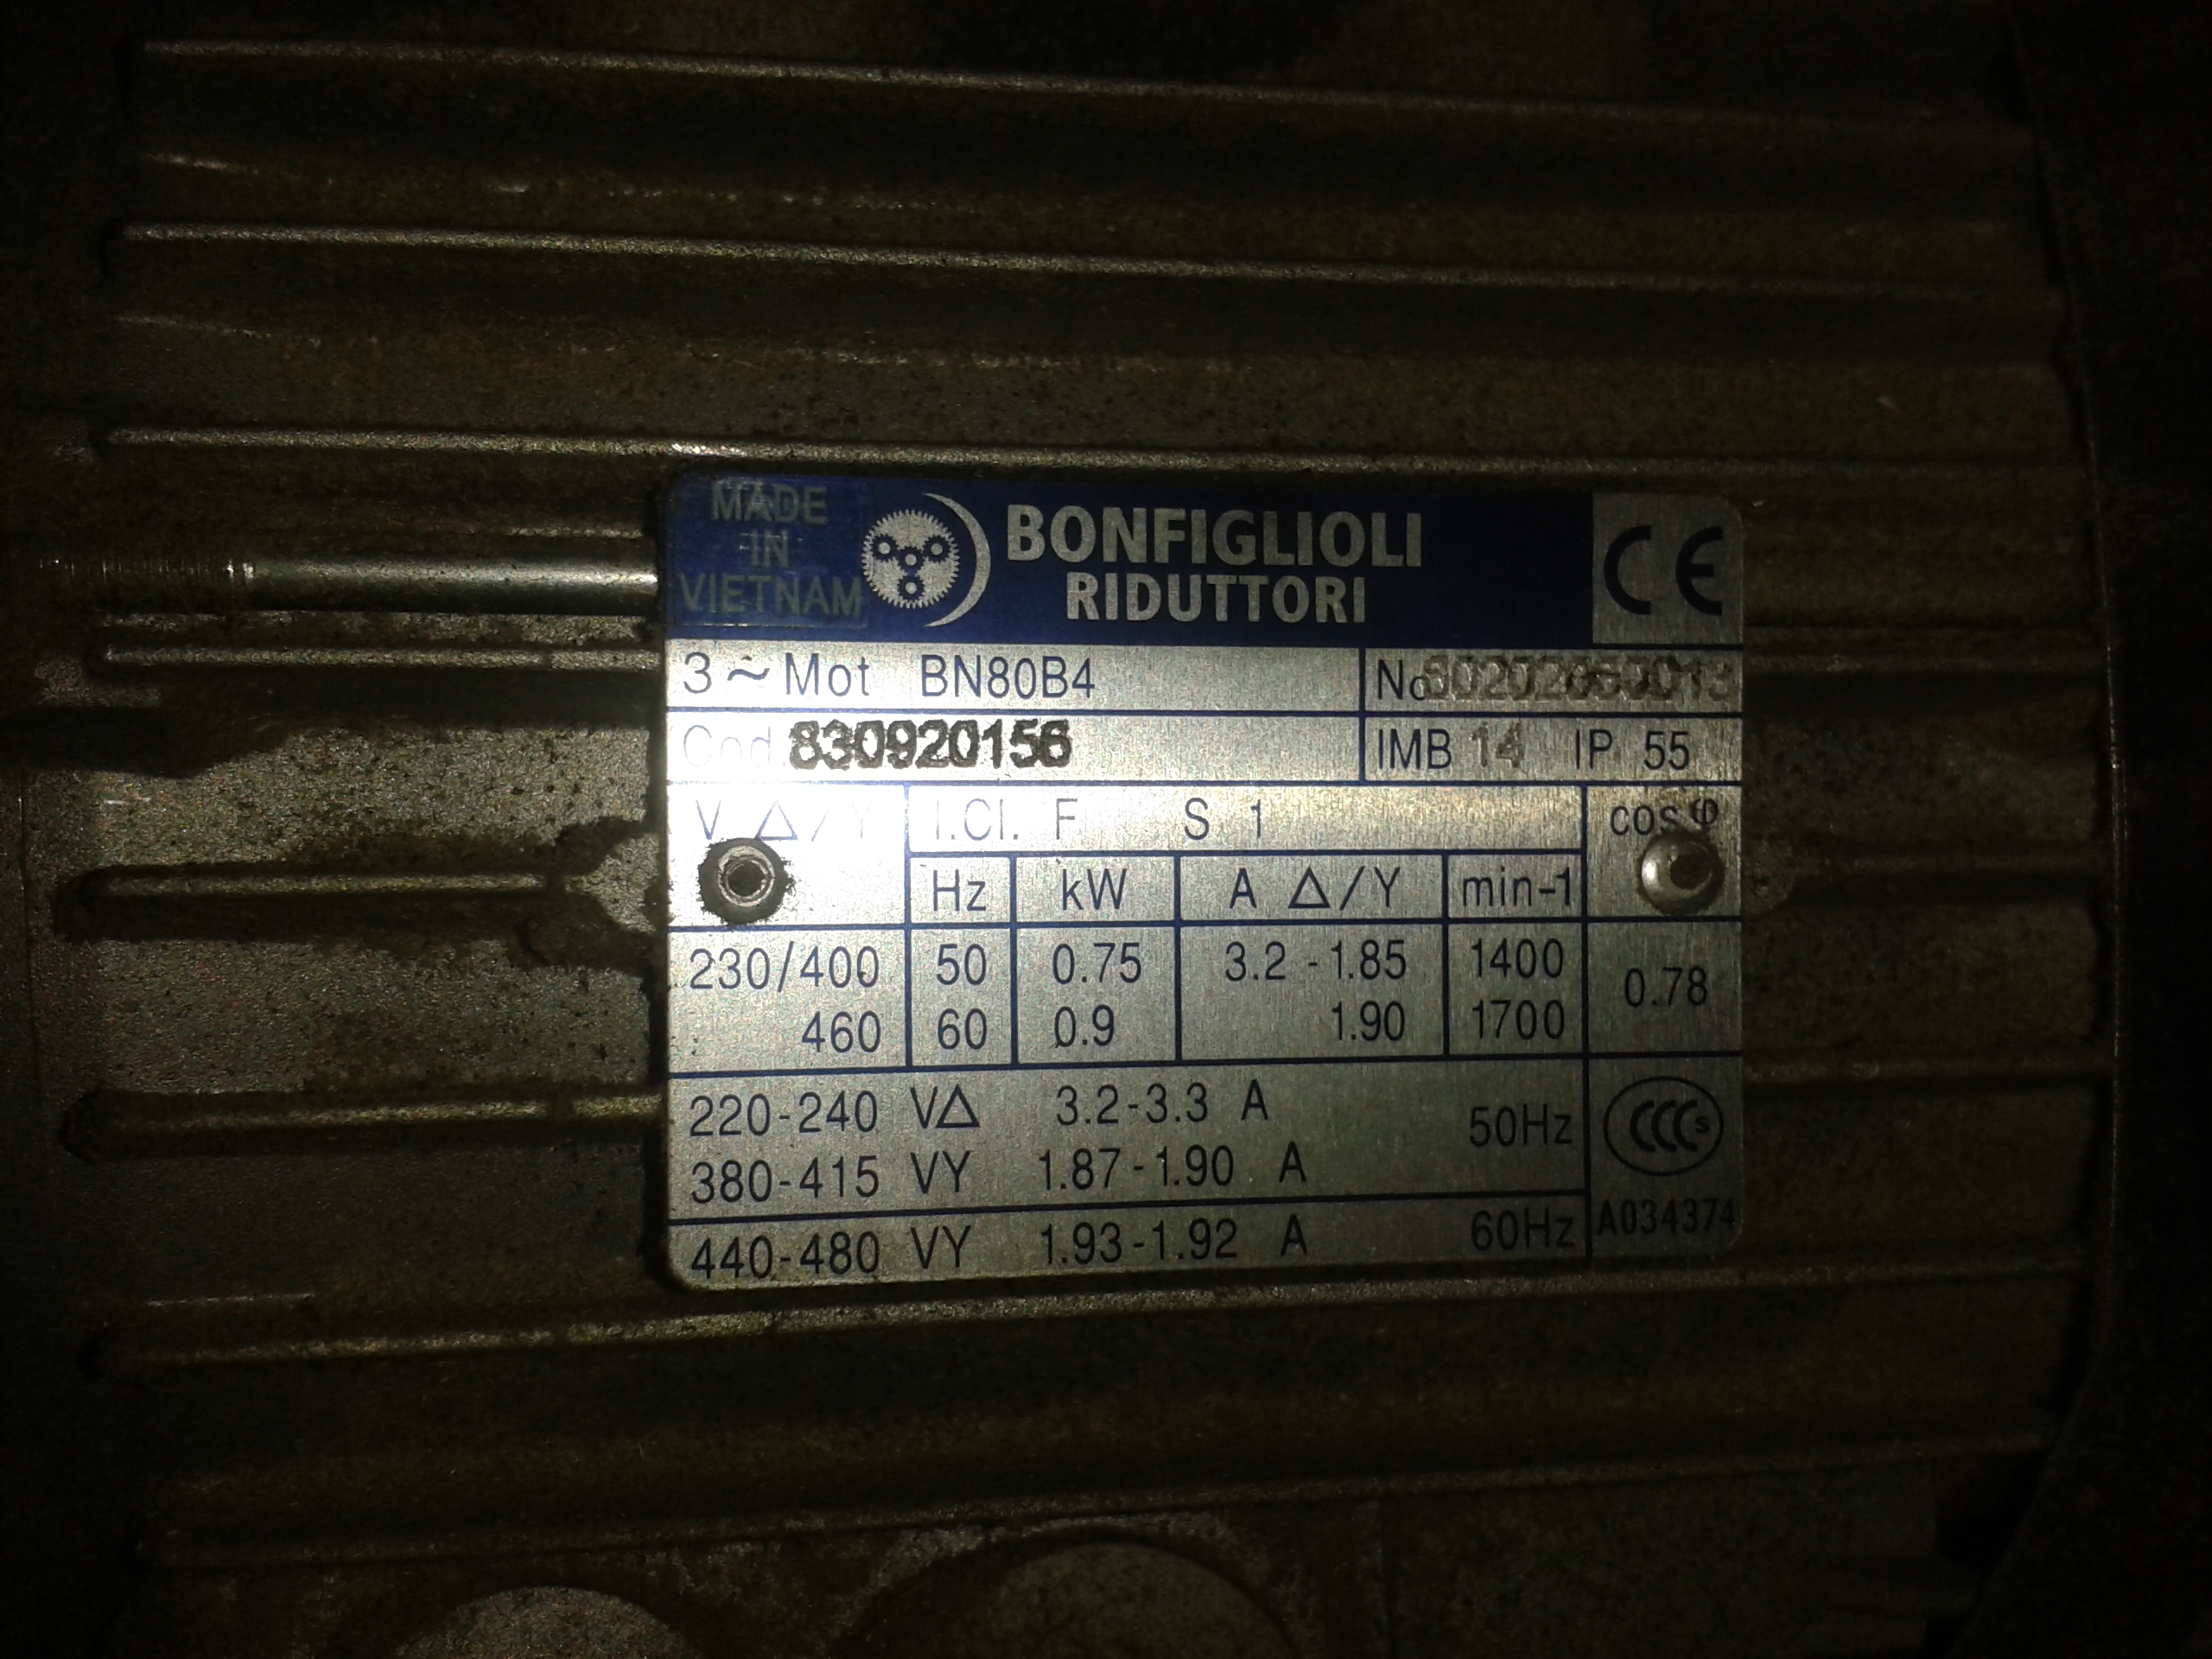 MADE
IN
VIETNAM
BONFIGLIOLI
RIDUTTORI
CE
3 ~ Mot BN80B4
No
Cod 830920156
IMB 14 IP 55
V Δ/Y I.Cl. F S 1 cos φ
Hz kW A Δ/Y min-1
230/400 50 0.75 3.2 - 1.85 1400
0.78
460 60 0.9 1.90 1700
220-240 VΔ 3.2-3.3 A
50Hz
380-415 VY 1.87-1.90 A
CCC S
440-480 VY 1.93-1.92 A 60Hz
A034374